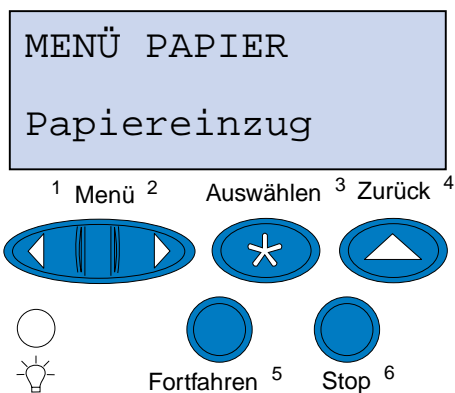 MENÜ PAPIER
Papiereinzug
1 Menü 2 Auswählen 3 Zurück 4
Fortfahren 5 Stop 6